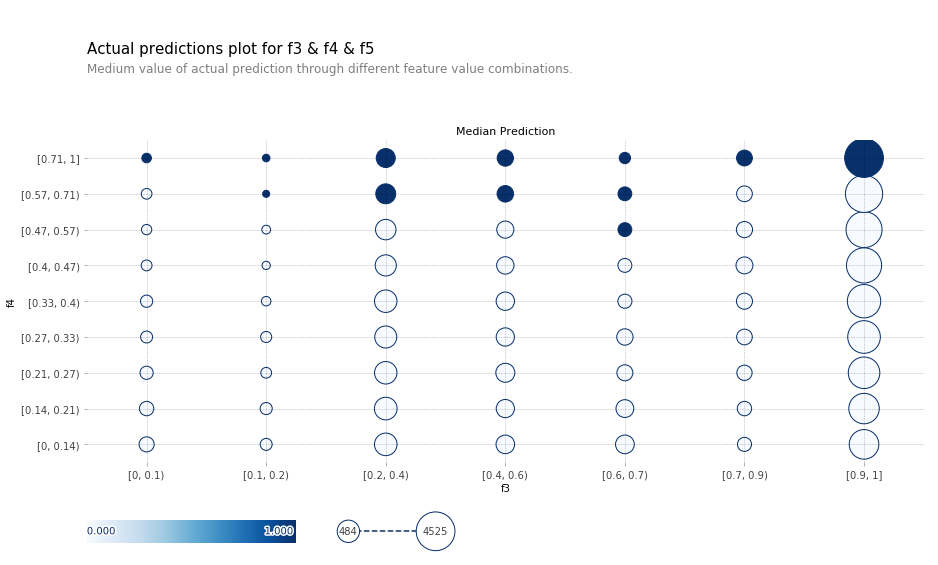 Actual predictions plot for f3 & f4 & f5
Medium value of actual prediction through different feature value combinations.
Median Prediction
[0.71, 1]
[0.57, 0.71)
[0.47, 0.57)
[0.4, 0.47)
[0.33, 0.4)
[0.27, 0.33)
[0.21, 0.27)
[0.14, 0.21)
[0, 0.14)
f4
[0, 0.1) [0.1, 0.2) [0.2, 0.4) [0.4, 0.6) [0.6, 0.7) [0.7, 0.9) [0.9, 1]
f3
0.000 1.000 484 4525